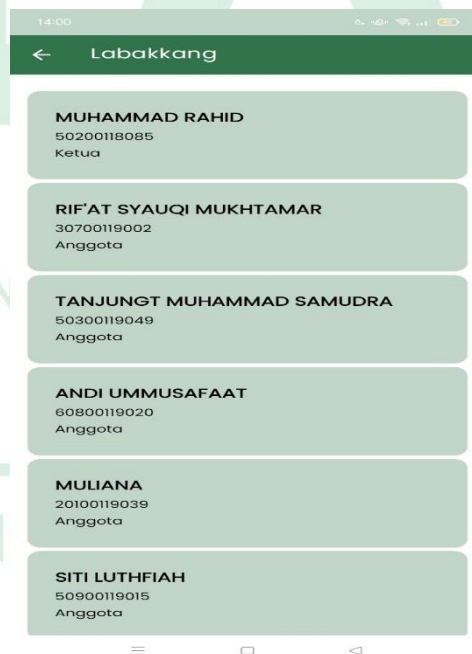 14:00
Labakkang
MUHAMMAD RAHID
50200118085
Ketua
RIF'AT SYAUQI MUKHTAMAR
30700119002
Anggota
TANJUNGT MUHAMMAD SAMUDRA
50300119049
Anggota
ANDI UMMUSAFAAT
60800119020
Anggota
MULIANA
20100119039
Anggota
SITI LUTHFIAH
50900119015
Anggota